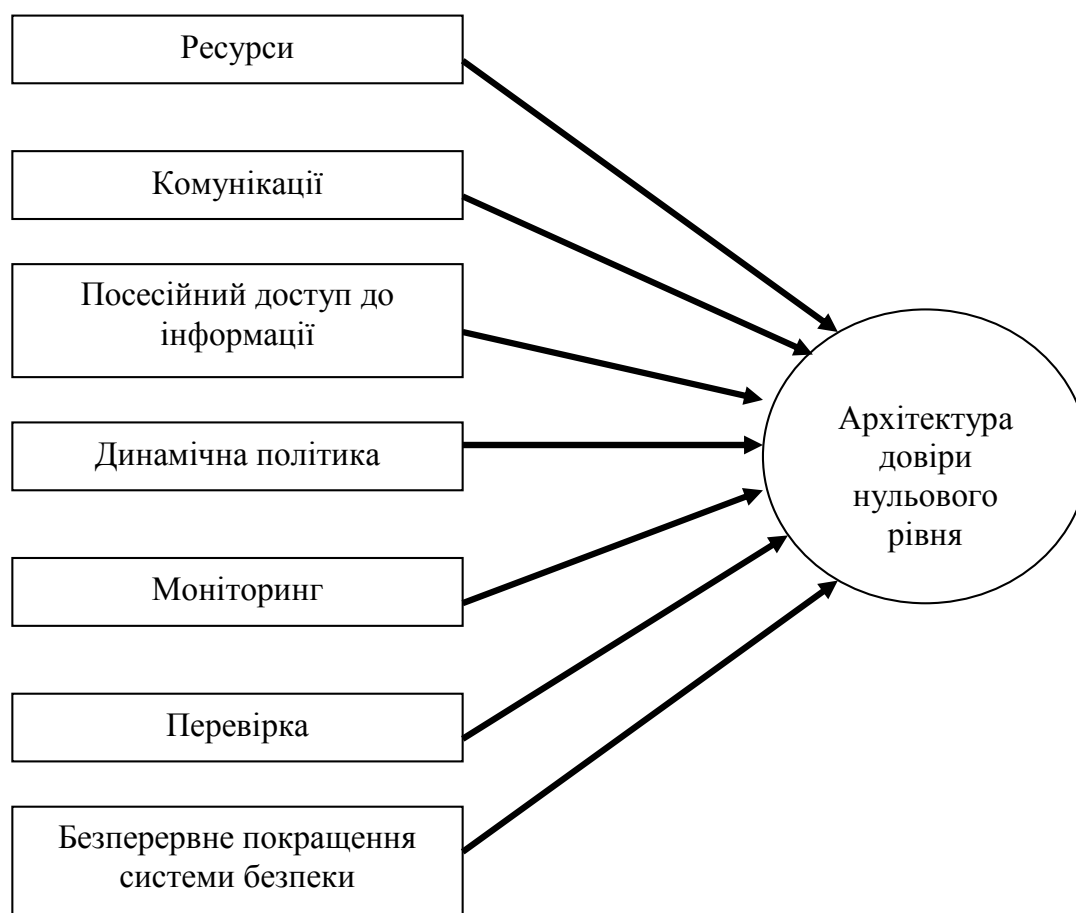 Ресурси
Комунікації
Посесійний доступ до
інформації
Динамічна політика
Моніторинг
Перевірка
Безперервне покращення
системи безпеки
Архітектура
довіри
нульового
рівня